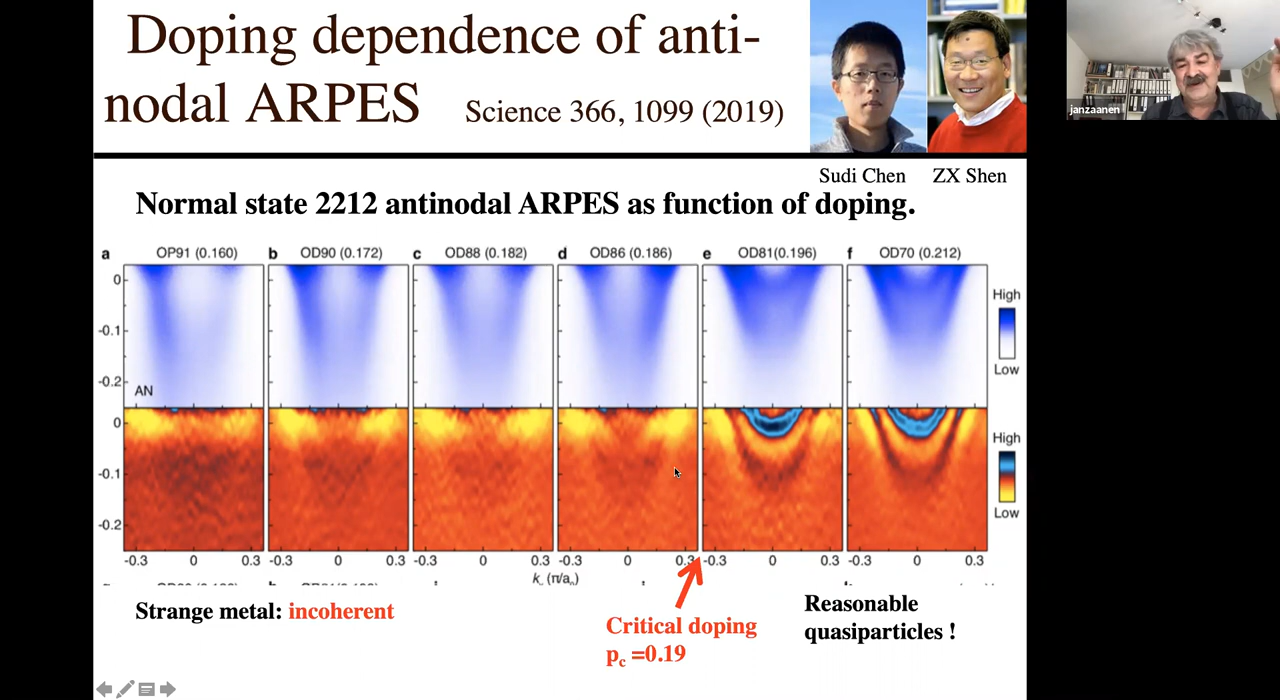 Doping dependence of anti-
nodal ARPES Science 366, 1099 (2019)
janzaanen
Sudi Chen ZX Shen
Normal state 2212 antinodal ARPES as function of doping.
a OP91 (0.160) b OD90 (0.172) c OD88 (0.182) d OD86 (0.186) e OD81(0.196) f OD70 (0.212)
0
-0.1
-0.2
AN
High
Low
0
-0.1
-0.2
High
Low
-0.3 0 0.3 -0.3 0 0.3 -0.3 0 0.3 -0.3 0 0.3 -0.3 0 0.3 -0.3 0 0.3
(π/a
Strange metal: incoherent
Critical doping
pc =0.19
Reasonable
quasiparticles !